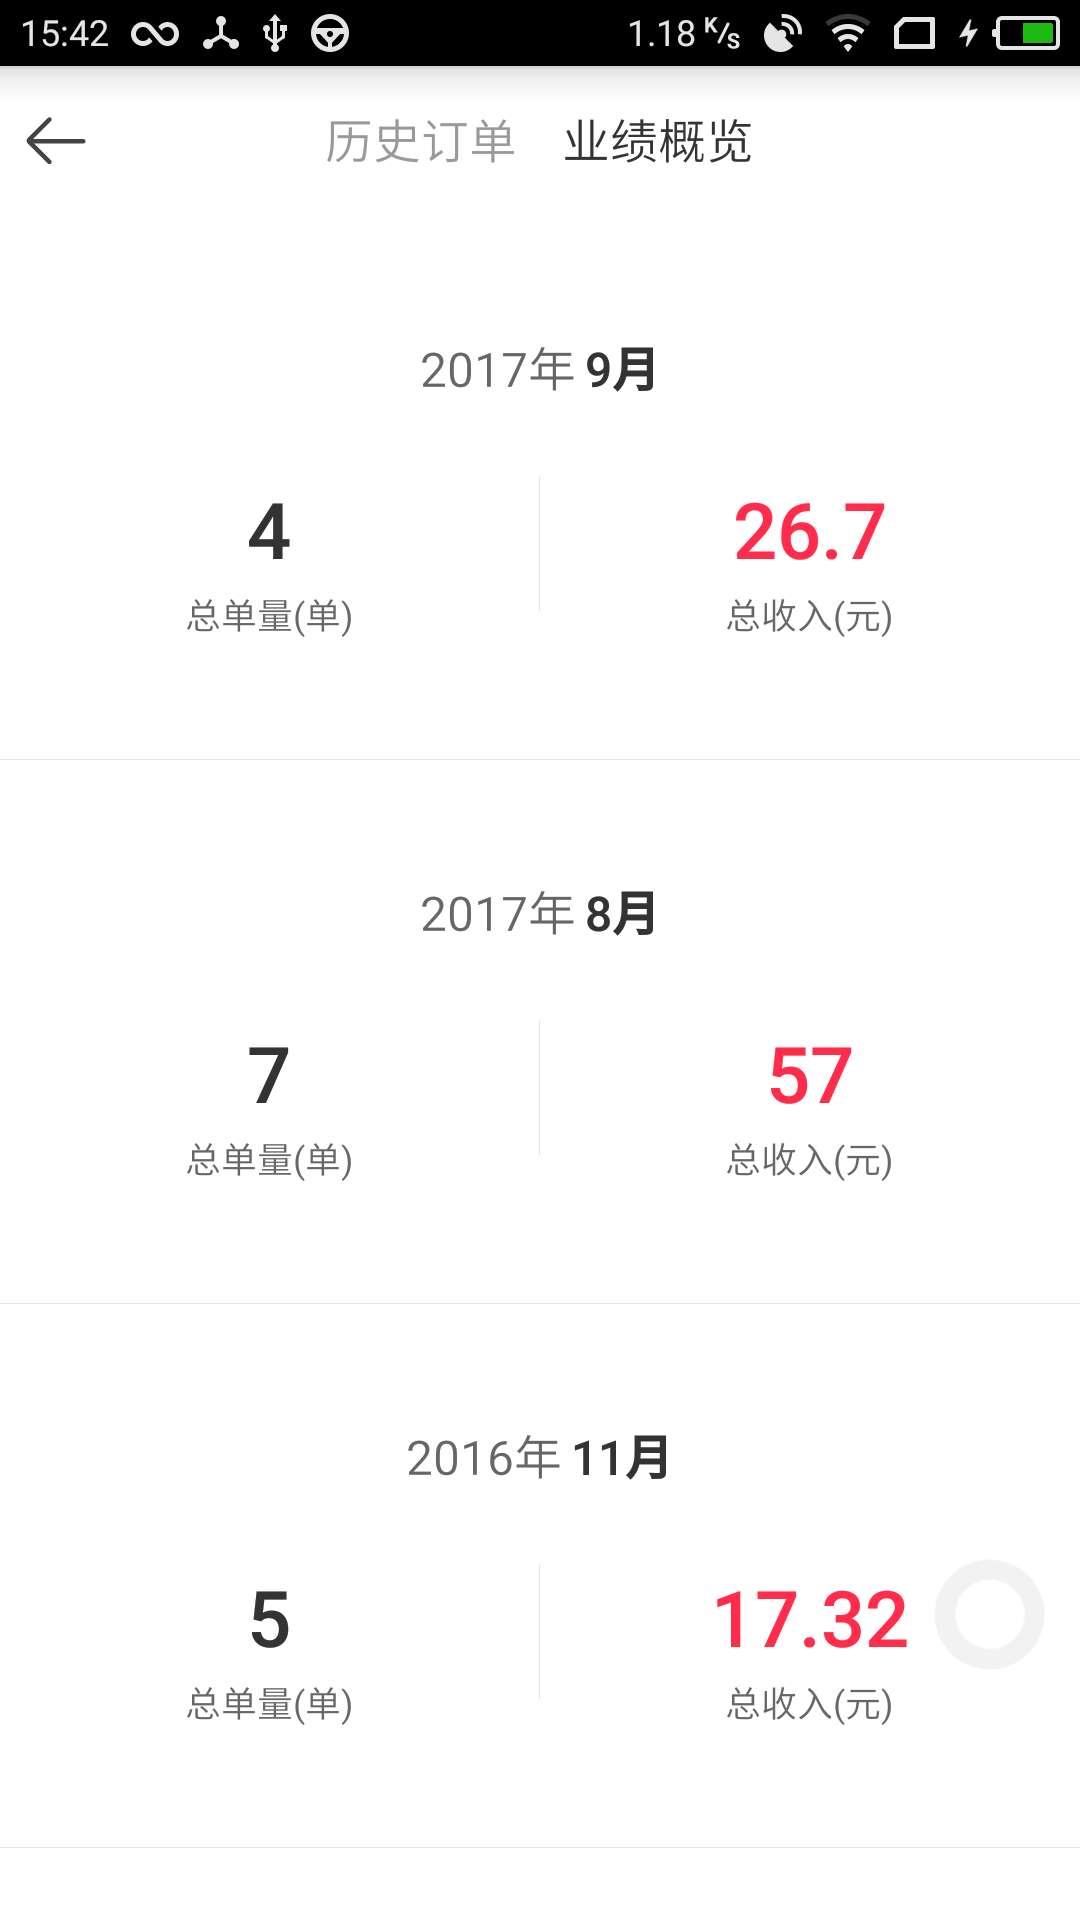 15:42 1.18 K/s
历史订单 业绩概览
2017年 9月
4 26.7
总单量(单) 总收入(元)
2017年 8月
7 57
总单量(单) 总收入(元)
2016年 11月
5 17.32
总单量(单) 总收入(元)